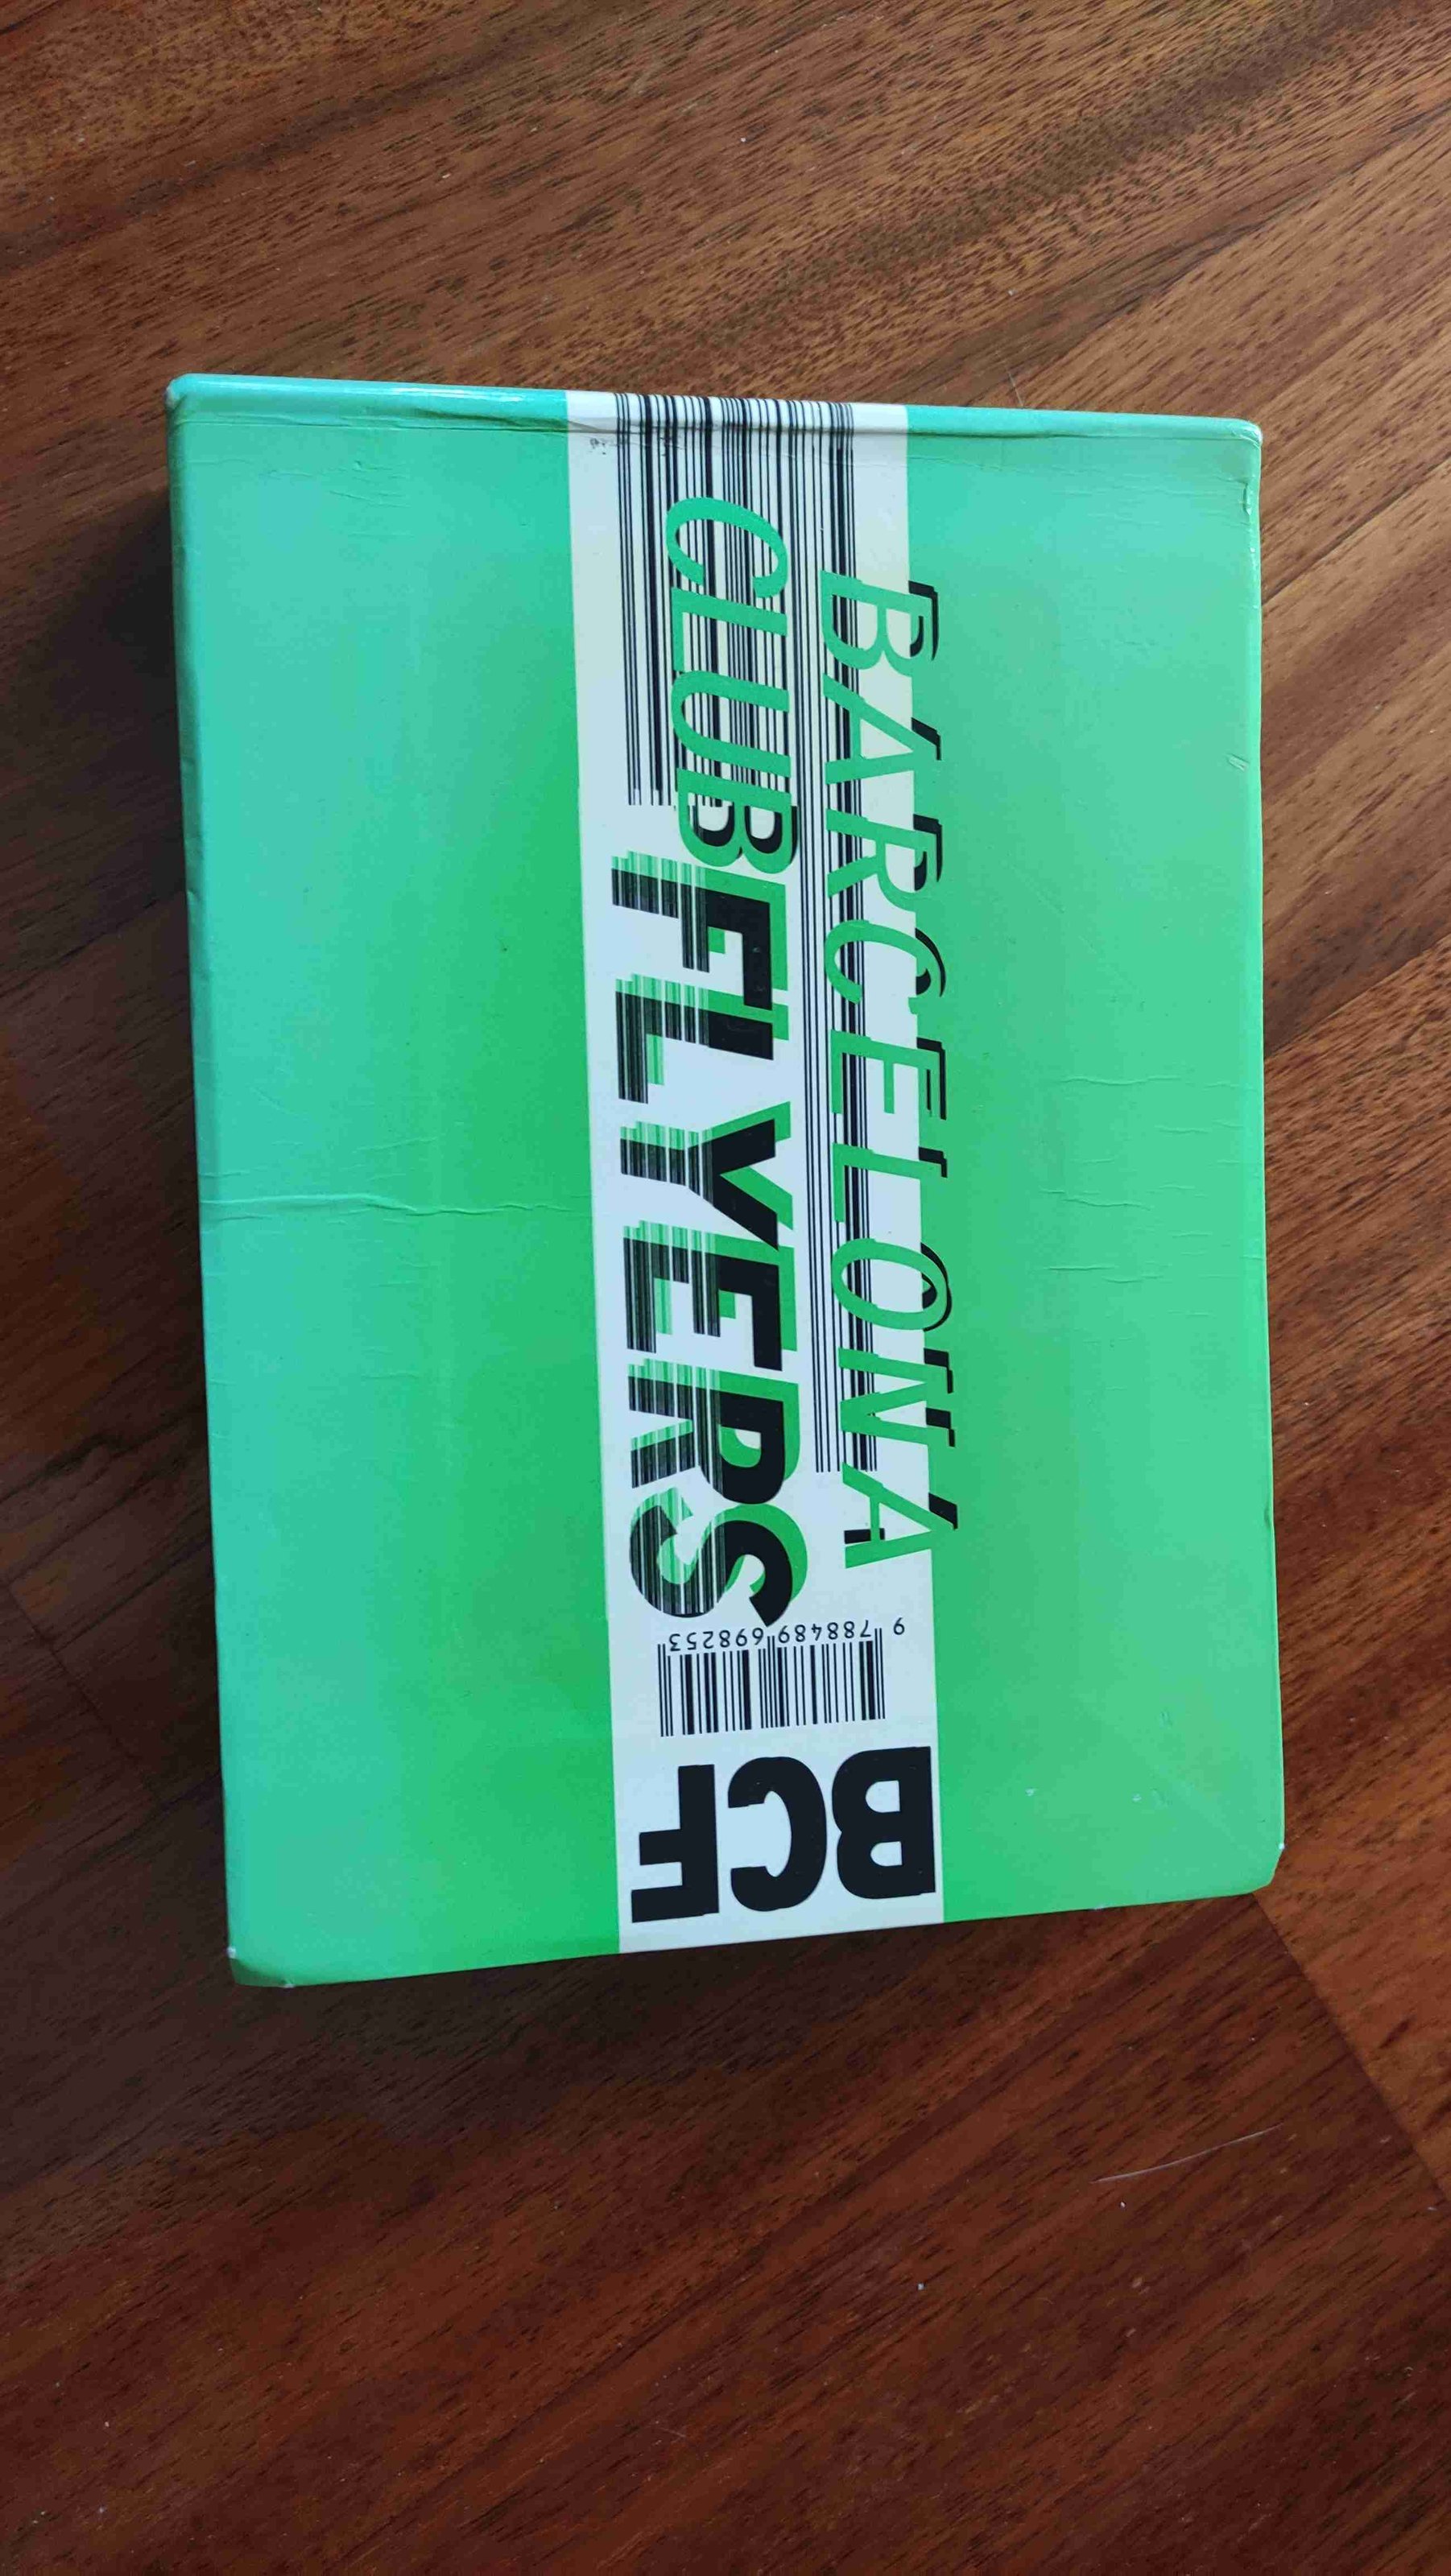 BARCELONA
CLUB
FLYERS
9 788489 698253
BCF